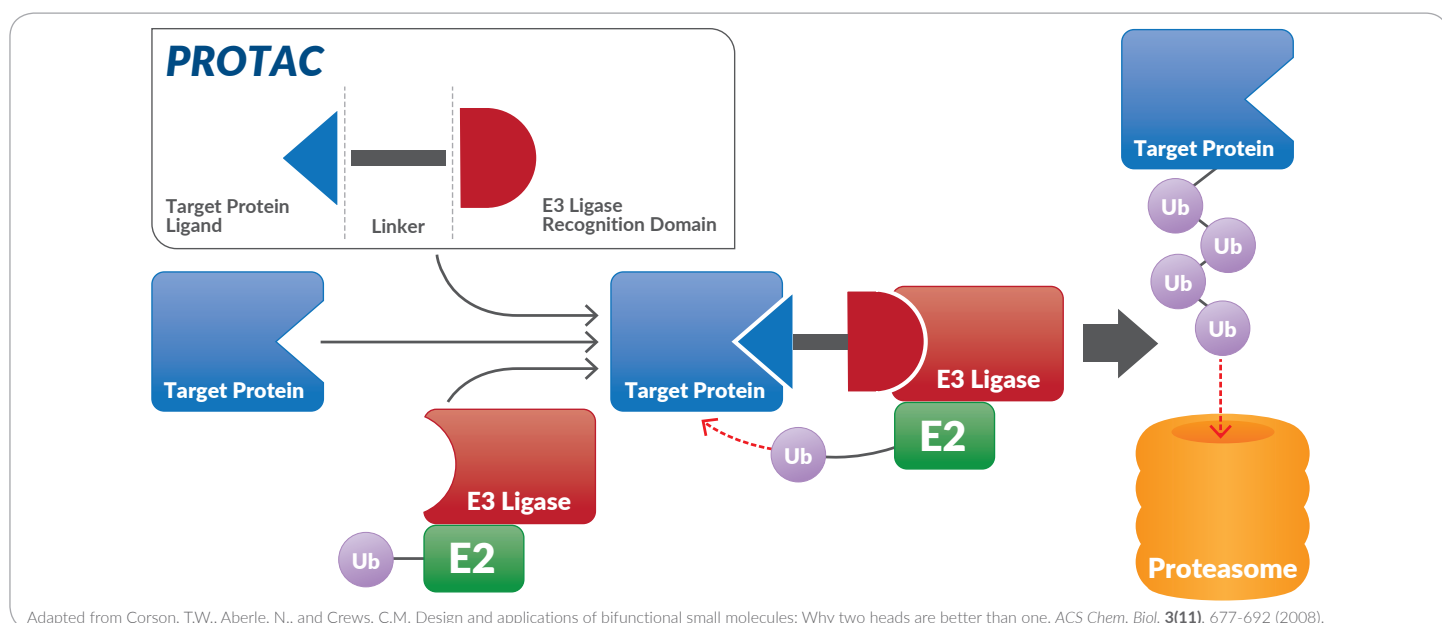 PROTAC
Target Protein
Ligand
Linker
E3 Ligase
Recognition Domain
Target Protein
E3 Ligase
E2
Ub
Target Protein
E3 Ligase
E2
Ub
Target Protein
Ub
Ub
Ub
Ub
Proteasome
Adapted from Corson, T.W., Aberle, N., and Crews, C.M. Design and applications of bifunctional small molecules: Why two heads are better than one. ACS Chem. Biol. 3(11), 677-692 (2008).